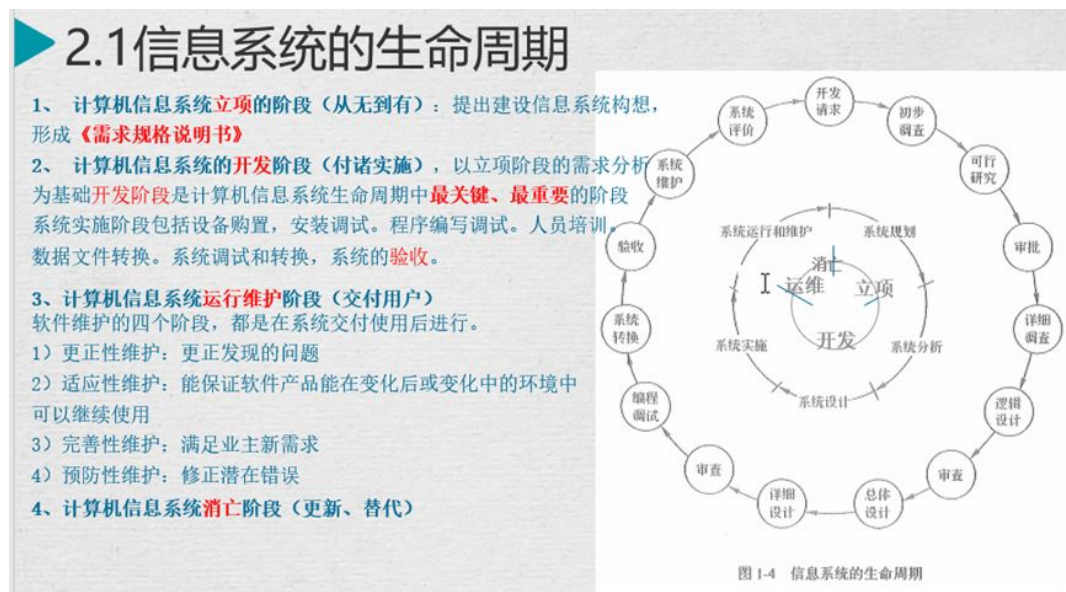 2.1信息系统的生命周期
1、 计算机信息系统立项的阶段（从无到有）：提出建设信息系统构想，
形成《需求规格说明书》
2、 计算机信息系统的开发阶段（付诸实施），以立项阶段的需求分析
为基础开发阶段是计算机信息系统生命周期中最关键、最重要的阶段
系统实施阶段包括设备购置，安装调试。程序编写调试。人员培训。
数据文件转换。系统调试和转换，系统的验收。
3、计算机信息系统运行维护阶段（交付用户）
软件维护的四个阶段，都是在系统交付使用后进行。
1）更正性维护：更正发现的问题
2）适应性维护：能保证软件产品能在变化后或变化中的环境中
可以继续使用
3）完善性维护；满足业主新需求
4）预防性维护：修正潜在错误
4、计算机信息系统消亡阶段（更新、替代）
开发
请求
初步
调查
可行
研究
审批
详细
调查
逻辑
设计
审查
总体
设计
详细
设计
审查
编程
调试
系统
转换
验收
系统
维护
系统
评价
系统运行和维护
系统规划
系统分析
系统设计
系统实施
消亡
运维
立项
开发
图 1-4 信息系统的生命周期